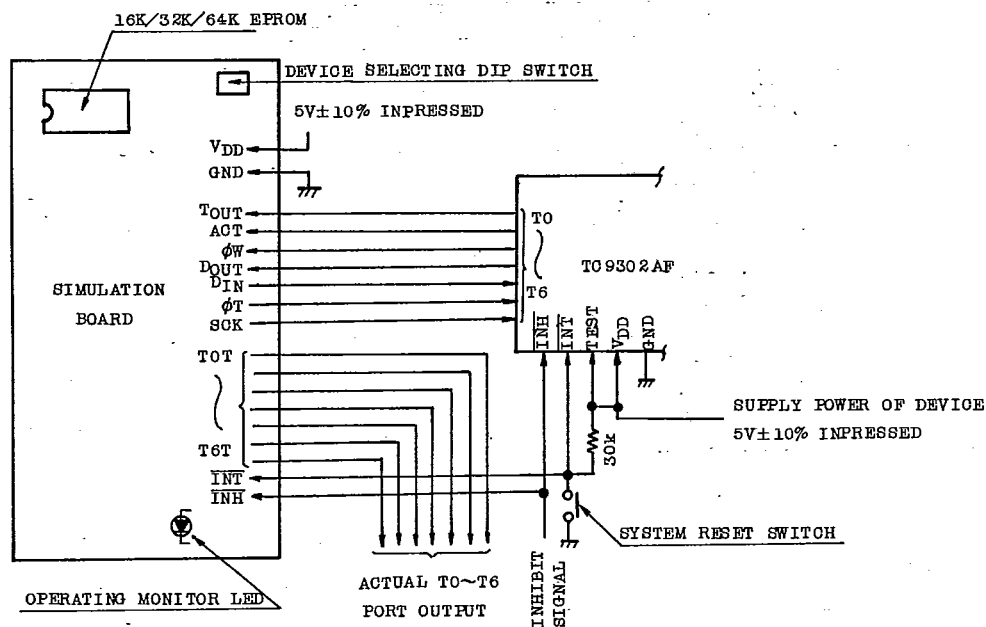 16K/32K/64K EPROM
DEVICE SELECTING DIP SWITCH
5V±10% INPRESSED
VDD
GND
TOUT
ACT
φW
DOUT
DIN
φT
SCK
SIMULATION
BOARD
T0
T6
TC9302AF
INH
INT
TEST
VDD
GND
T0T
T6T
INT
INH
30k
SUPPLY POWER OF DEVICE
5V±10% INPRESSED
SYSTEM RESET SWITCH
INHIBIT
SIGNAL
ACTUAL T0~T6
PORT OUTPUT
OPERATING MONITOR LED